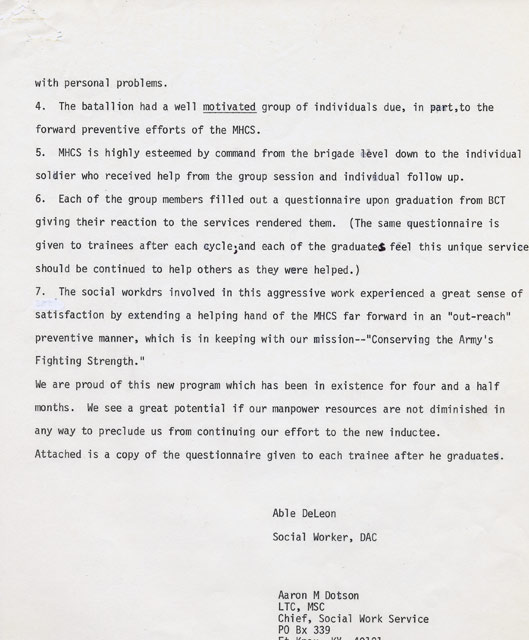 with personal problems.
4.  The batallion had a well motivated group of individuals due, in part,to the
forward preventive efforts of the MHCS.
5.  MHCS is highly esteemed by command from the brigade level down to the individual
soldier who received help from the group session and individual follow up.
6.  Each of the group members filled out a questionnaire upon graduation from BCT
giving their reaction to the services rendered them.  (The same questionnaire is
given to trainees after each cycle;and each of the graduates feel this unique service
should be continued to help others as they were helped.)
7.  The social workdrs involved in this aggressive work experienced a great sense of
satisfaction by extending a helping hand of the MHCS far forward in an "out-reach"
preventive manner, which is in keeping with our mission--"Conserving the Army's
Fighting Strength."
We are proud of this new program which has been in existence for four and a half
months.  We see a great potential if our manpower resources are not diminished in
any way to preclude us from continuing our effort to the new inductee.
Attached is a copy of the questionnaire given to each trainee after he graduates.
Able DeLeon
Social Worker, DAC
Aaron M Dotson
LTC, MSC
Chief, Social Work Service
PO Bx 339
Ft Knox, KY